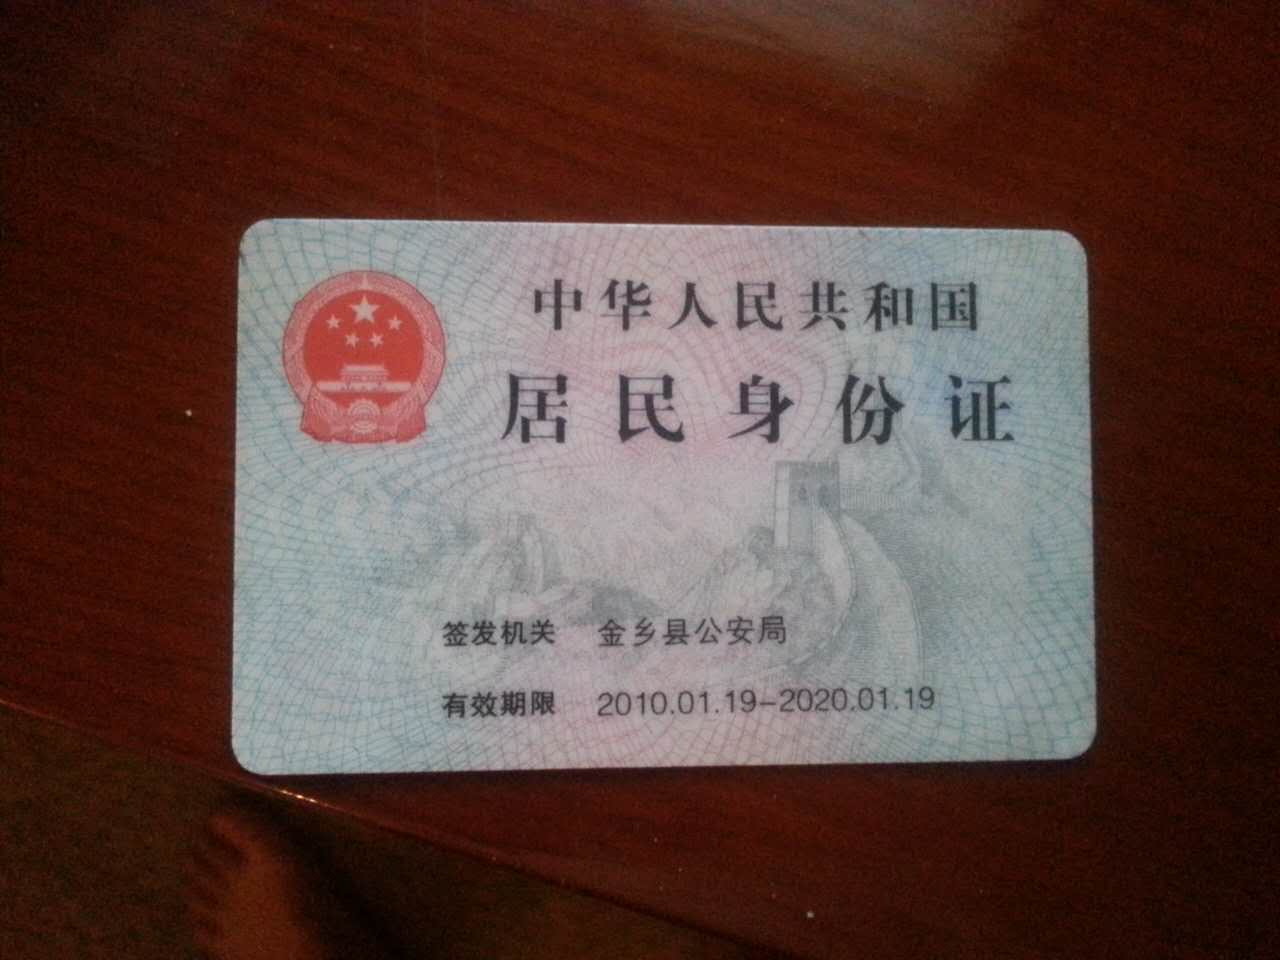 中华人民共和国
居民身份证
签发机关 金乡县公安局
有效期限 2010.01.19-2020.01.19